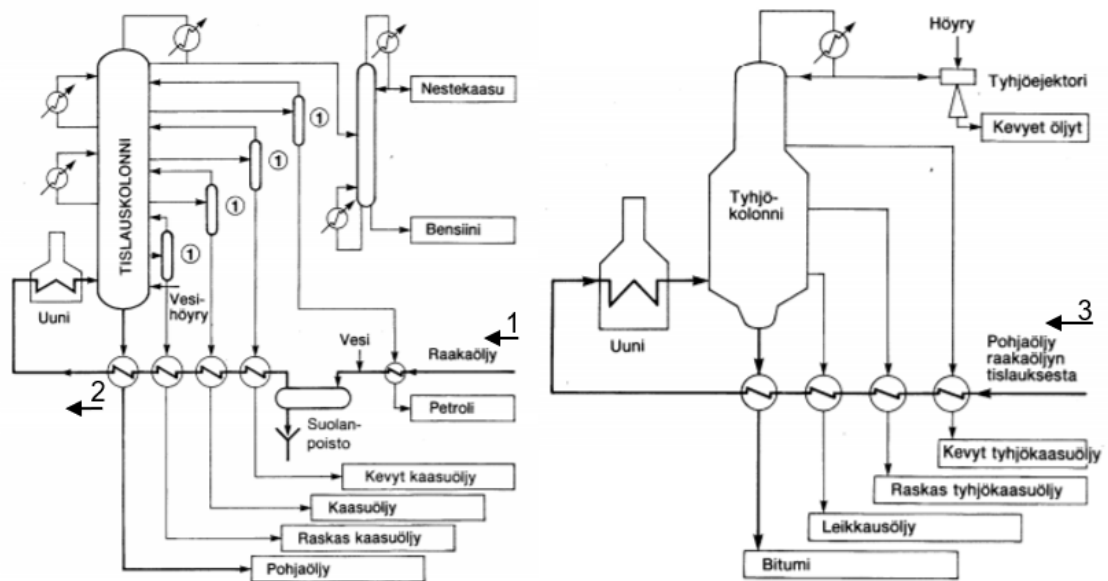 Nestekaasu
①
①
①
①
TISLAUSKOLONNI
Bensiini
Uuni
Vesi-
höyry
1
Vesi
Raakaöljy
2
Petroli
Suolan-
poisto
Kevyt kaasuöljy
Kaasuöljy
Raskas kaasuöljy
Pohjaöljy
Höyry
Tyhjöejektori
Kevyet öljyt
Tyhjö-
kolonni
Uuni
3
Pohjaöljy
raakaöljyn
tislauksesta
Kevyt tyhjökaasuöljy
Raskas tyhjökaasuöljy
Leikkausöljy
Bitumi